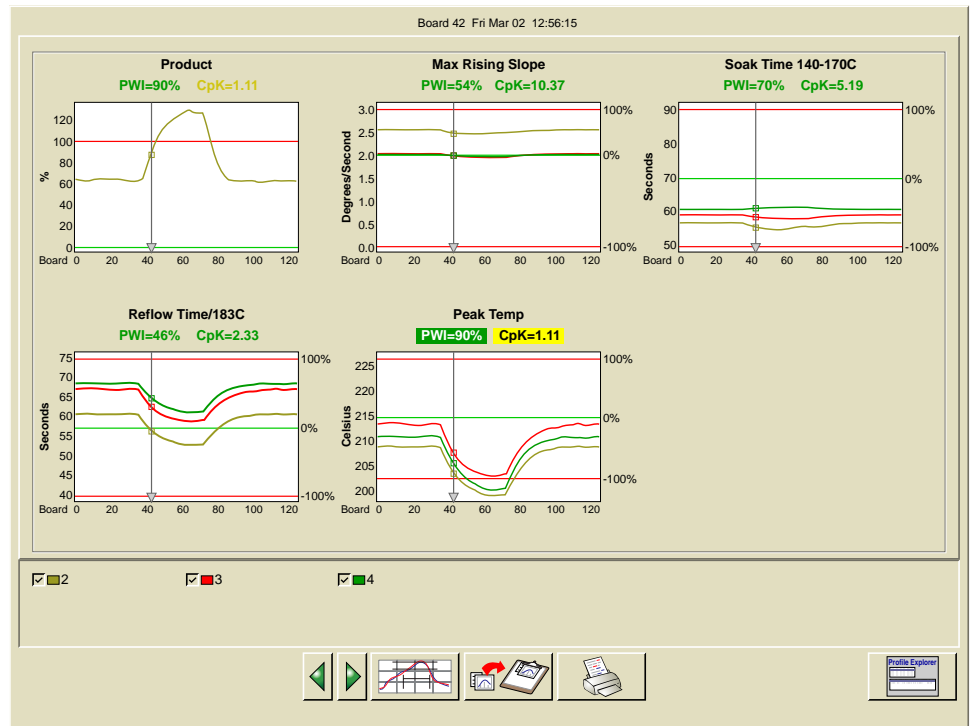 Board 42 Fri Mar 02 12:56:15
Product
PWI=90% CpK=1.11
%
120
100
80
60
40
20
0
Board 0 20 40 60 80 100 120
Max Rising Slope
PWI=54% CpK=10.37
Degrees/Second
3.0
2.5
2.0
1.5
1.0
0.5
0.0
100%
0%
-100%
Board 0 20 40 60 80 100 120
Soak Time 140-170C
PWI=70% CpK=5.19
Seconds
90
80
70
60
50
100%
0%
-100%
Board 0 20 40 60 80 100 120
Reflow Time/183C
PWI=46% CpK=2.33
Seconds
75
70
65
60
55
50
45
40
100%
0%
-100%
Board 0 20 40 60 80 100 120
Peak Temp
PWI=90% CpK=1.11
Celsius
225
220
215
210
205
200
100%
0%
-100%
Board 0 20 40 60 80 100 120
2 3 4
Profile Explorer